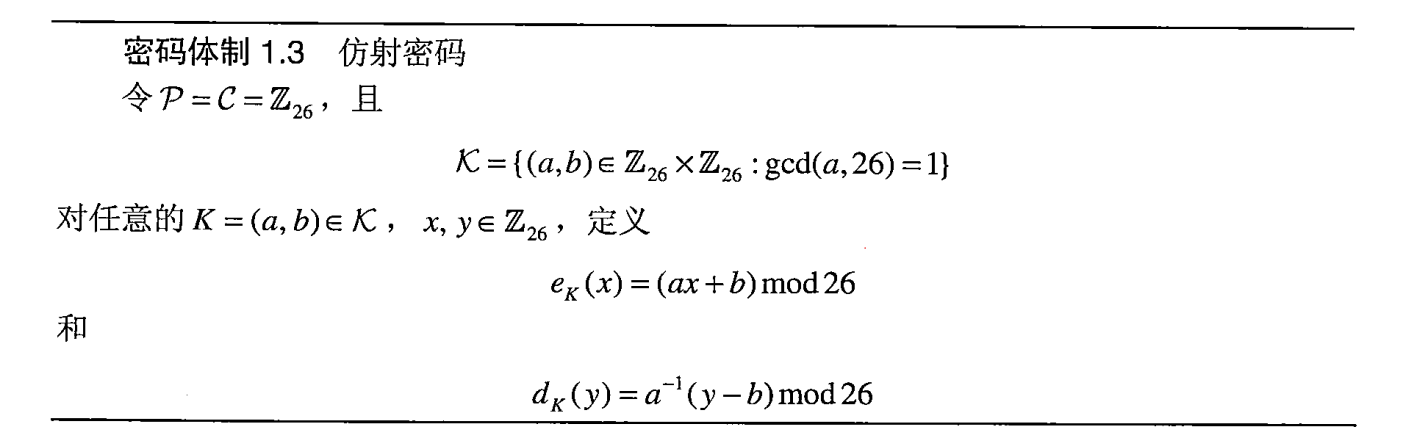 密码体制 1.3 仿射密码
令 𝒫 = 𝒞 = ℤ₂₆，且
𝒦 = {(a,b)∈ ℤ₂₆ × ℤ₂₆ : gcd(a,26) = 1}
对任意的 K = (a, b)∈ 𝒦， x, y∈ ℤ₂₆，定义
e_K(x) = (ax + b) mod 26
和
d_K(y) = a⁻¹(y − b) mod 26